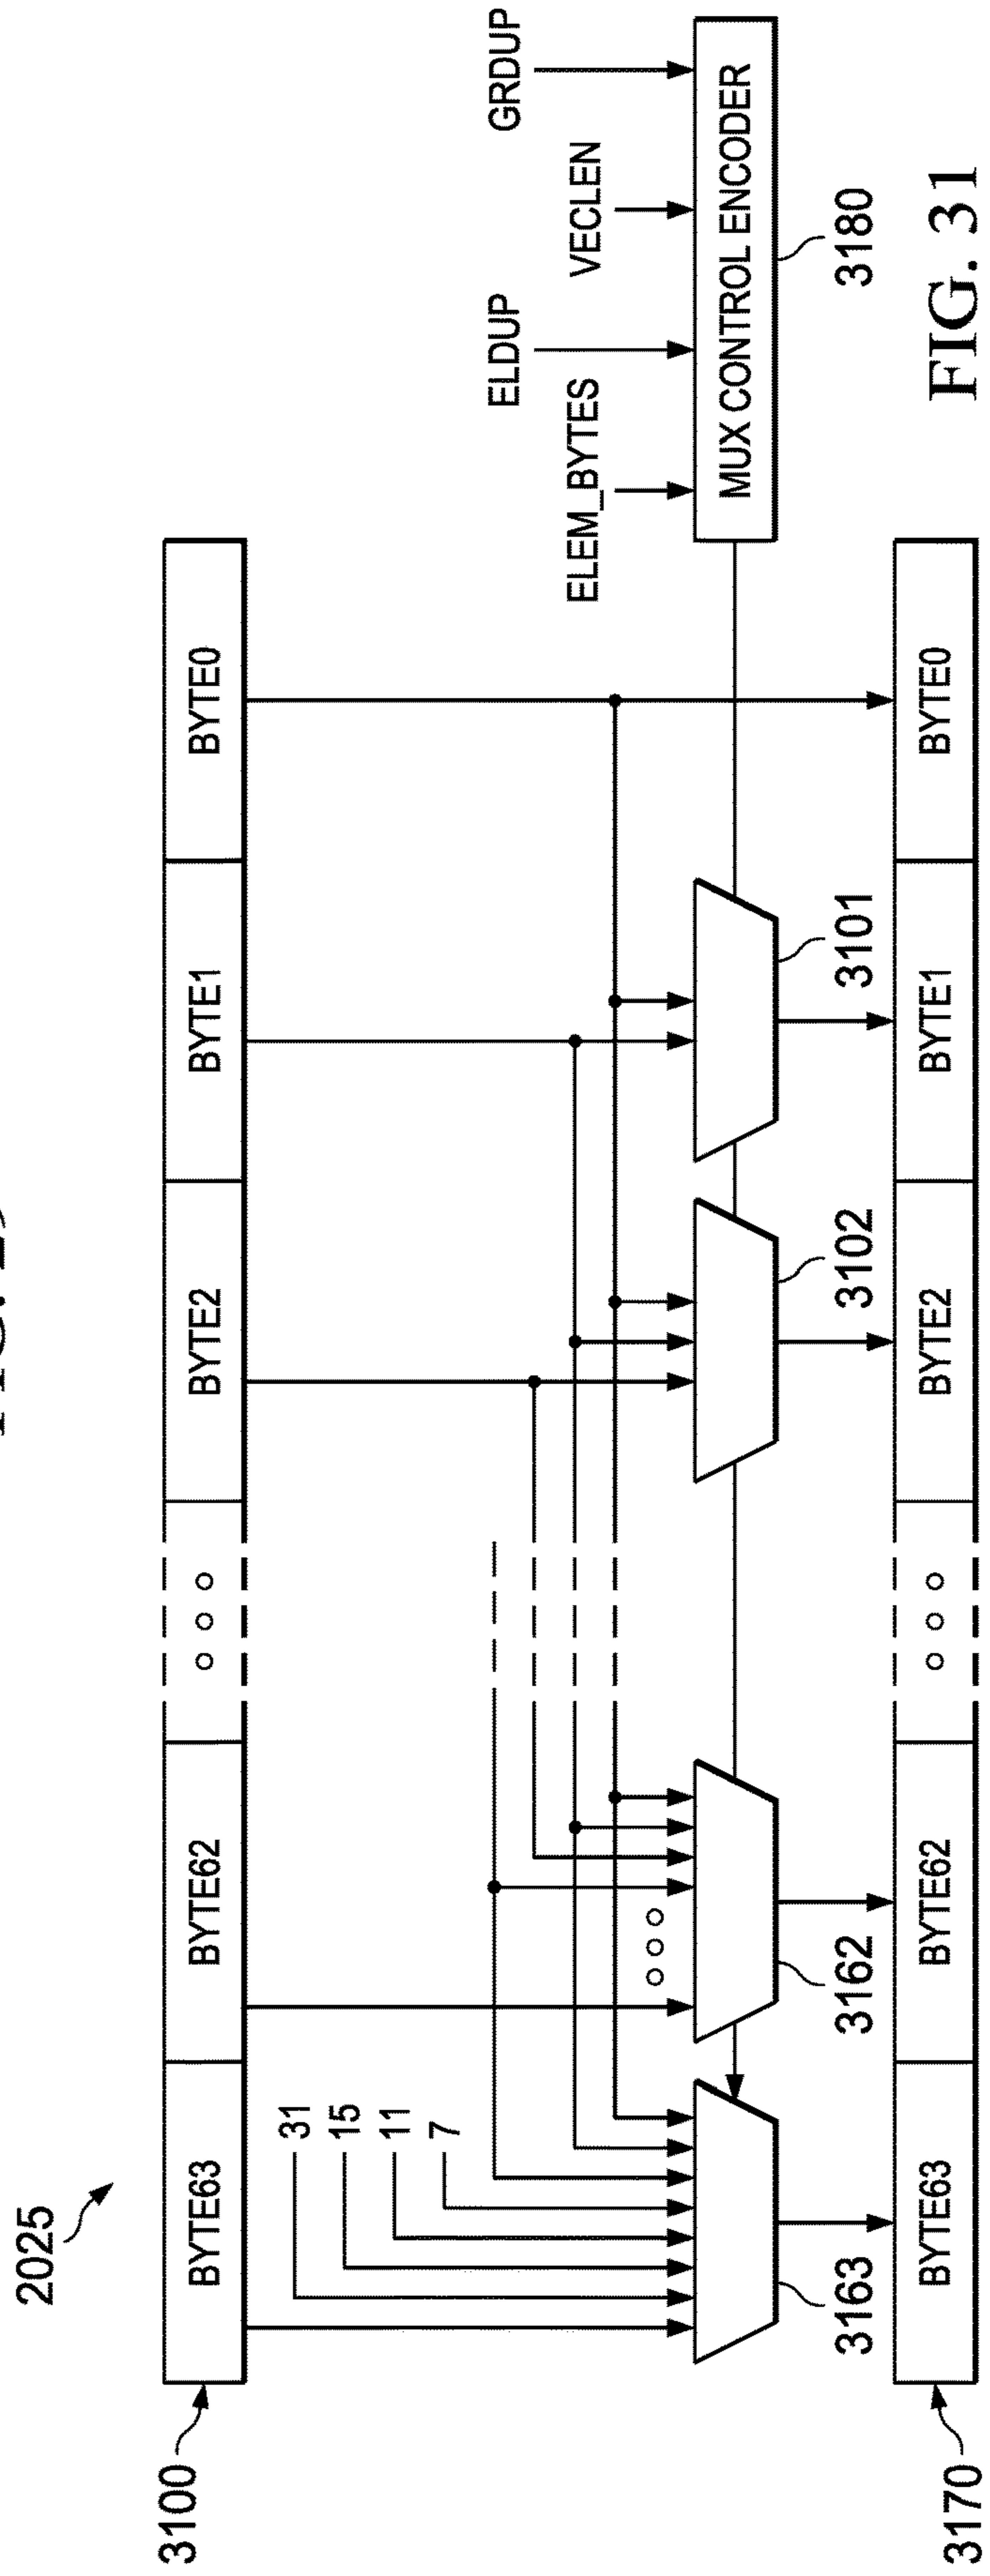 2025
3100
BYTE63
BYTE62
BYTE2
BYTE1
BYTE0
31
15
11
7
ELEM_BYTES
ELDUP
VECLEN
GRDUP
MUX CONTROL ENCODER
3180
3163
3162
3102
3101
3170
BYTE63
BYTE62
BYTE2
BYTE1
BYTE0
FIG. 31